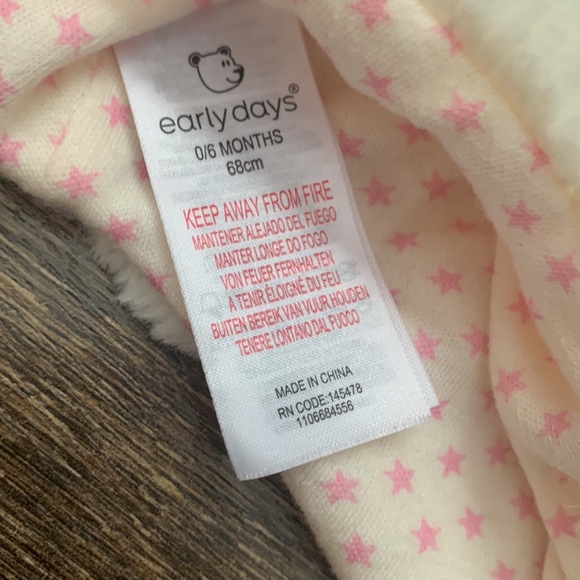 early days®
0/6 MONTHS
68cm
KEEP AWAY FROM FIRE
MANTENER ALEJADO DEL FUEGO
MANTER LONGE DO FOGO
VON FEUER FERNHALTEN
A TENIR ÉLOIGNÉ DU FEU
BUITEN BEREIK VAN VUUR HOUDEN
TENERE LONTANO DAL FUOCO
MADE IN CHINA
RN CODE:145478
1106684556